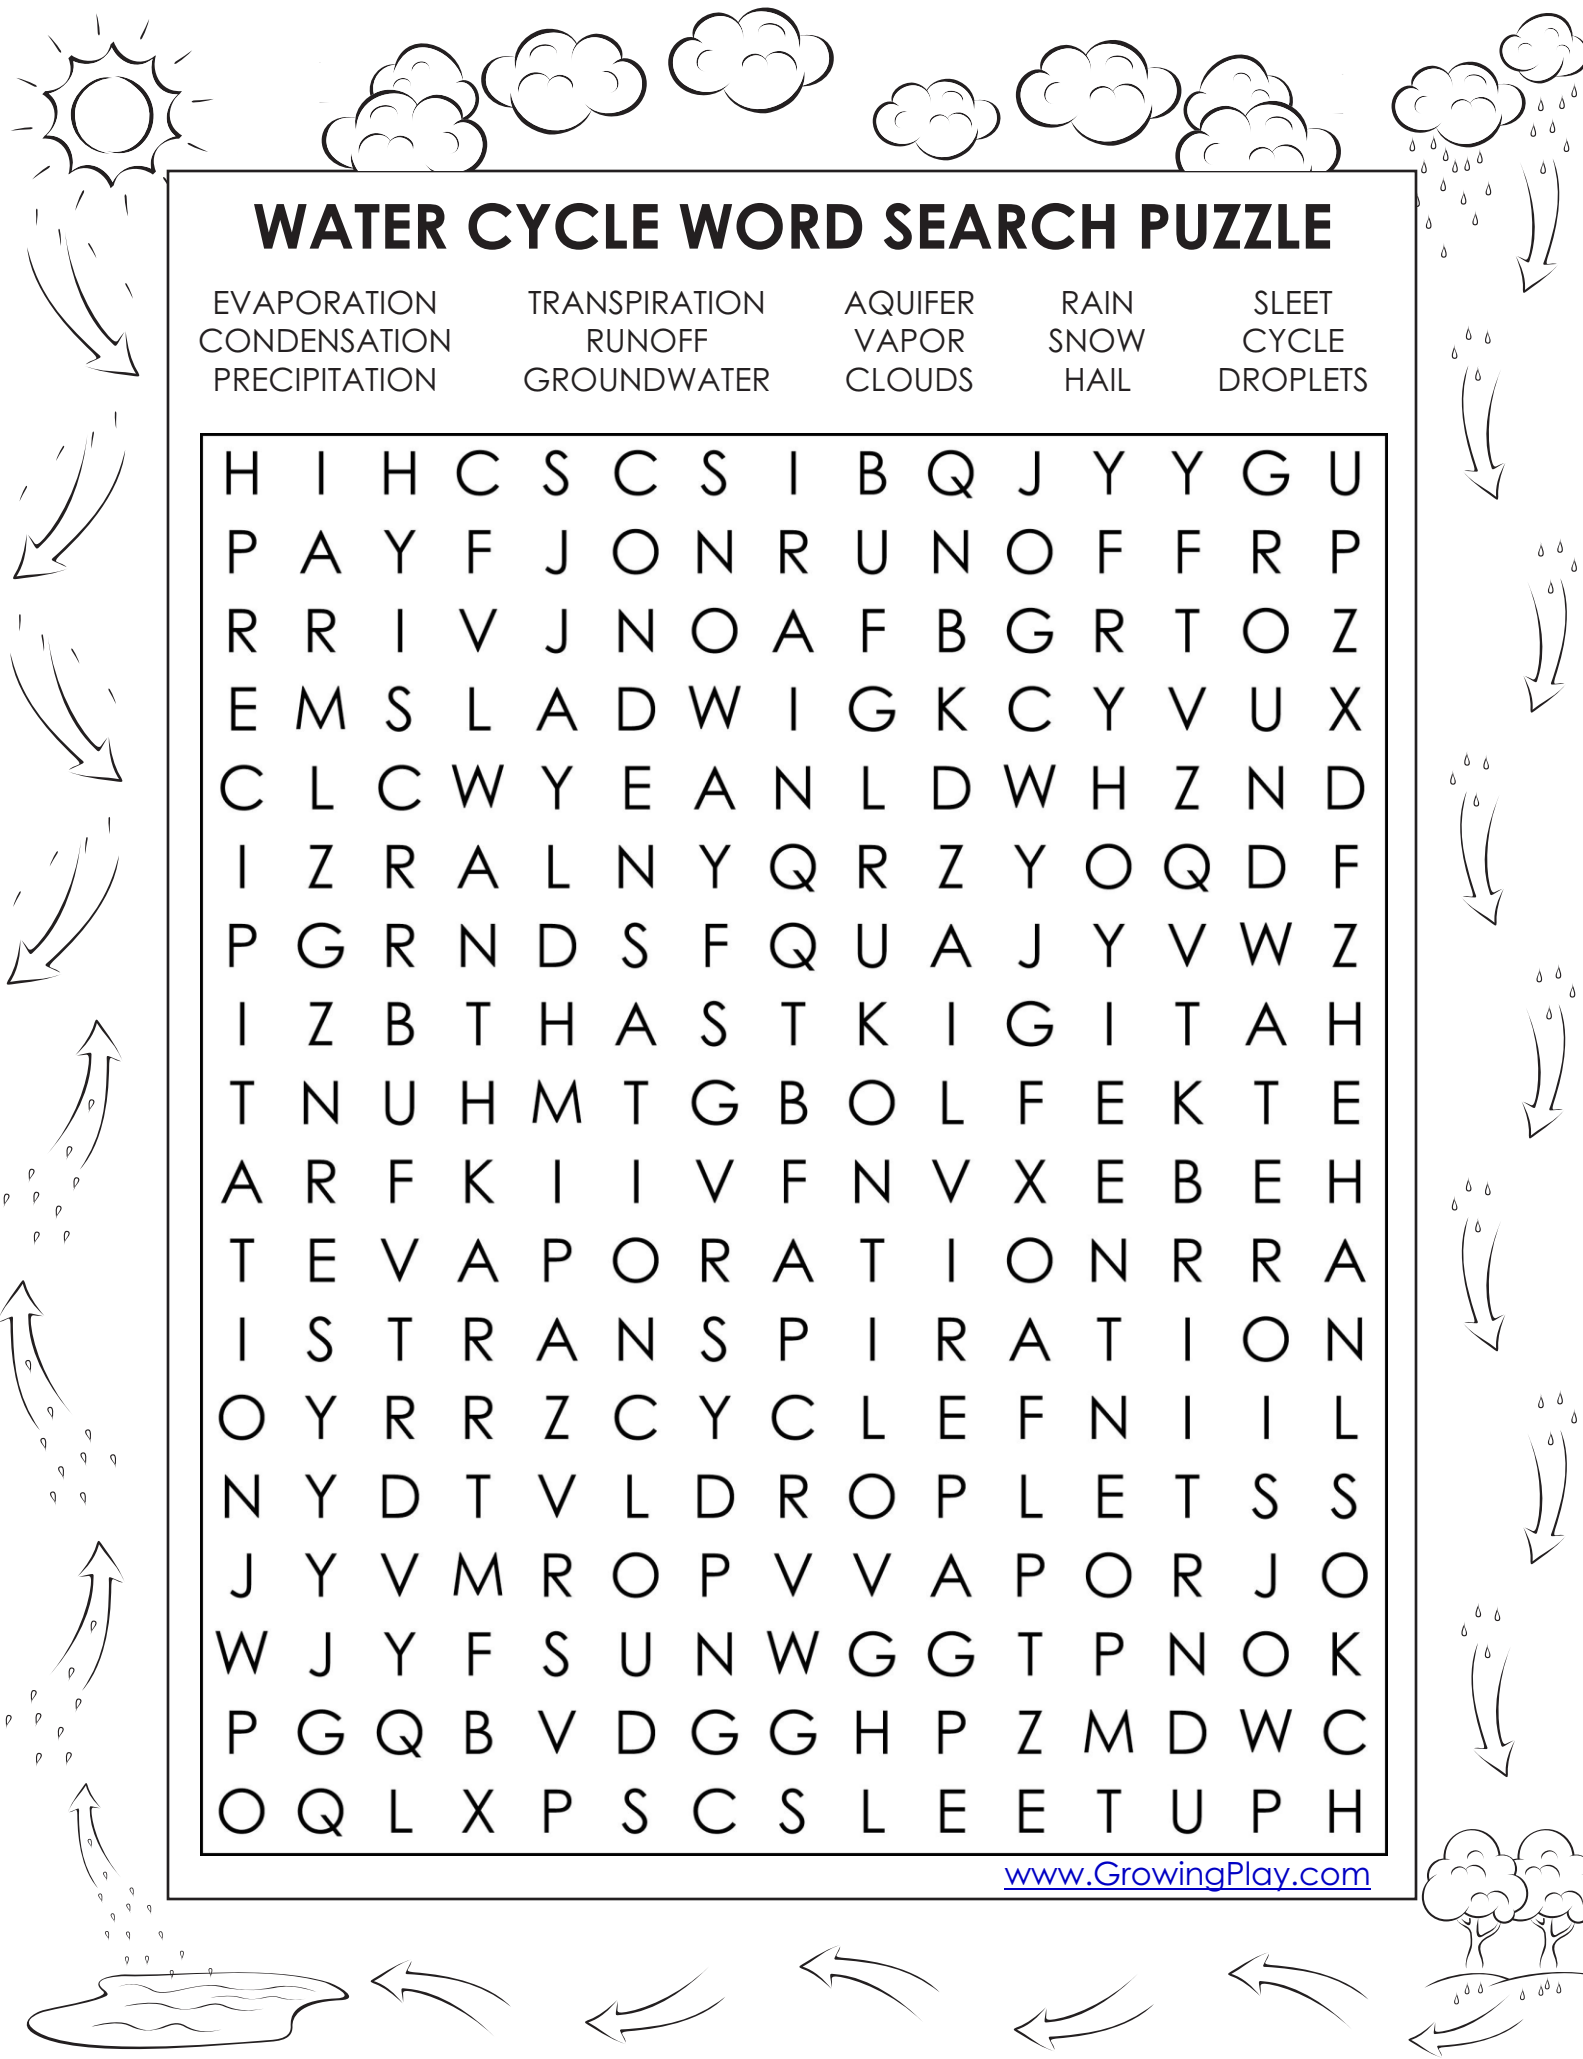 WATER CYCLE WORD SEARCH PUZZLE
EVAPORATION TRANSPIRATION AQUIFER RAIN SLEET
CONDENSATION RUNOFF VAPOR SNOW CYCLE
PRECIPITATION GROUNDWATER CLOUDS HAIL DROPLETS
H I H C S C S I B Q J Y Y G U
P A Y F J O N R U N O F F R P
R R I V J N O A F B G R T O Z
E M S L A D W I G K C Y V U X
C L C W Y E A N L D W H Z N D
I Z R A L N Y Q R Z Y O Q D F
P G R N D S F Q U A J Y V W Z
I Z B T H A S T K I G I T A H
T N U H M T G B O L F E K T E
A R F K I I V F N V X E B E H
T E V A P O R A T I O N R R A
I S T R A N S P I R A T I O N
O Y R R Z C Y C L E F N I I L
N Y D T V L D R O P L E T S S
J Y V M R O P V V A P O R J O
W J Y F S U N W G G T P N O K
P G Q B V D G G H P Z M D W C
O Q L X P S C S L E E T U P H
www.GrowingPlay.com